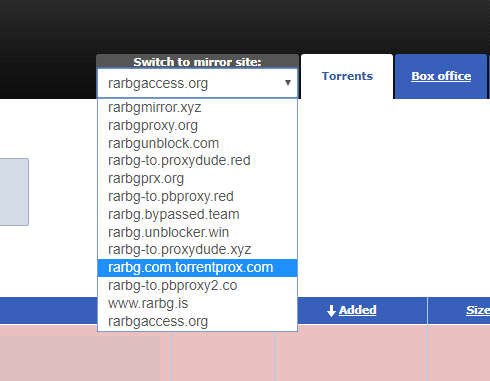 Switch to mirror site:
rarbgaccess.org
Torrents
Box office
rarbgmirror.xyz
rarbgproxy.org
rarbgunblock.com
rarbg-to.proxydude.red
rarbgprx.org
rarbg-to.pbproxy.red
rarbg.bypassed.team
rarbg.unblocker.win
rarbg-to.proxydude.xyz
rarbg.com.torrentprox.com
rarbg-to.pbproxy2.co
www.rarbg.is
rarbgaccess.org
Added
Size